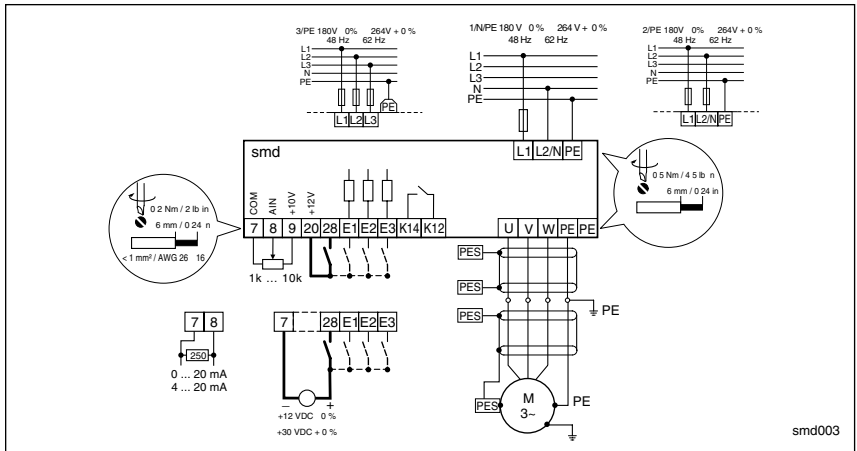 3/PE 180V 0% 264V + 0 %
48 Hz 62 Hz
L1
L2
L3
N
PE
PE
L1 L2 L3
1/N/PE 180 V 0 % 264 V + 0 %
48 Hz 62 Hz
L1
L2
L3
N
PE
2/PE 180V 0% 264V + 0 %
48 Hz 62 Hz
L1
L2
L3
N
PE
L1 L2/N PE
smd
L1 L2/N PE
0 2 Nm / 2 lb in
6 mm / 0 24 n
< 1 mm² / AWG 26 16
0 5 Nm / 4 5 lb n
6 mm / 0 24 in
COM AIN +10V +12V
7 8 9 20 28 E1 E2 E3 K14 K12
U V W PE PE
1k ... 10k
PES
PES
PE
PES
PES
M
3~
PE
7 8
250
0 ... 20 mA
4 ... 20 mA
7 28 E1 E2 E3
– +
+12 VDC 0 %
+30 VDC + 0 %
smd003